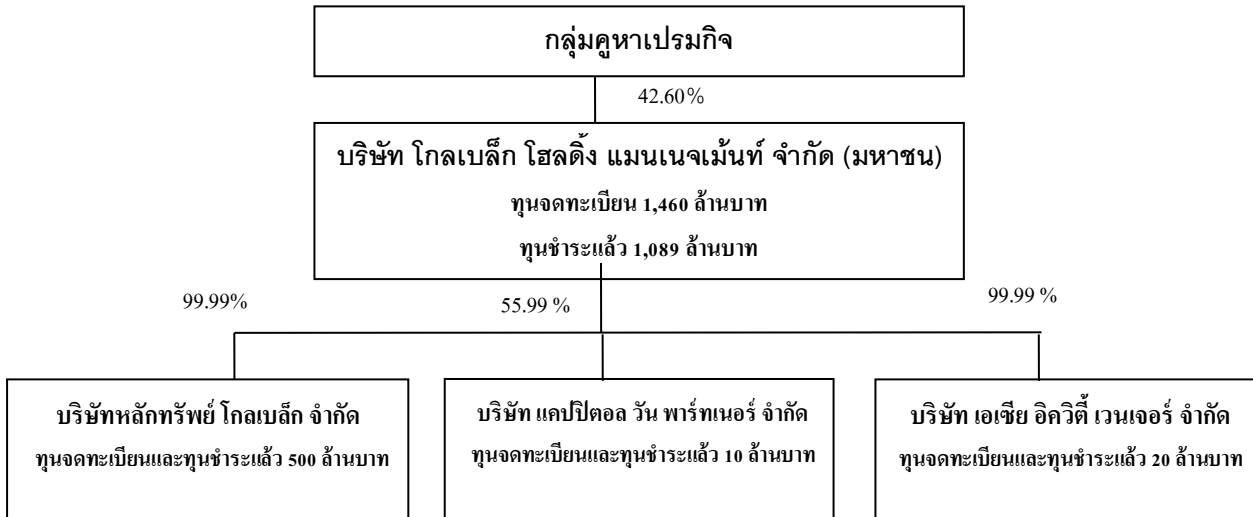 กลุ่มคูหาเปรมกิจ
42.60%
บริษัท โกลเบล็ก โฮลดิ้ง แมนเนจเม้นท์ จำกัด (มหาชน)
ทุนจดทะเบียน 1,460 ล้านบาท
ทุนชำระแล้ว 1,089 ล้านบาท
99.99%
55.99 %
99.99 %
บริษัทหลักทรัพย์ โกลเบล็ก จำกัด
ทุนจดทะเบียนและทุนชำระแล้ว 500 ล้านบาท
บริษัท แคปปิตอล วัน พาร์ทเนอร์ จำกัด
ทุนจดทะเบียนและทุนชำระแล้ว 10 ล้านบาท
บริษัท เอเซีย อิควิตี้ เวนเจอร์ จำกัด
ทุนจดทะเบียนและทุนชำระแล้ว 20 ล้านบาท